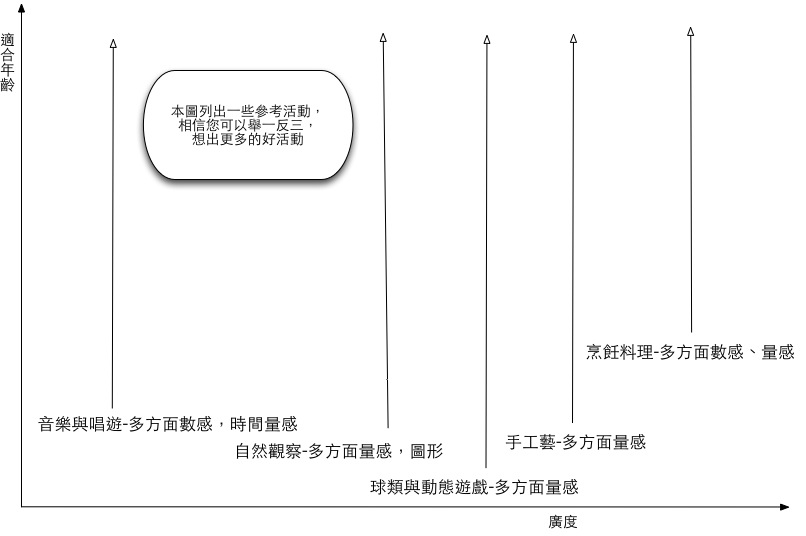 適合年齡
本圖列出一些參考活動，
相信您可以舉一反三，
想出更多的好活動
烹飪料理-多方面數感、量感
音樂與唱遊-多方面數感，時間量感
手工藝-多方面量感
自然觀察-多方面量感，圖形
球類與動態遊戲-多方面量感
廣度